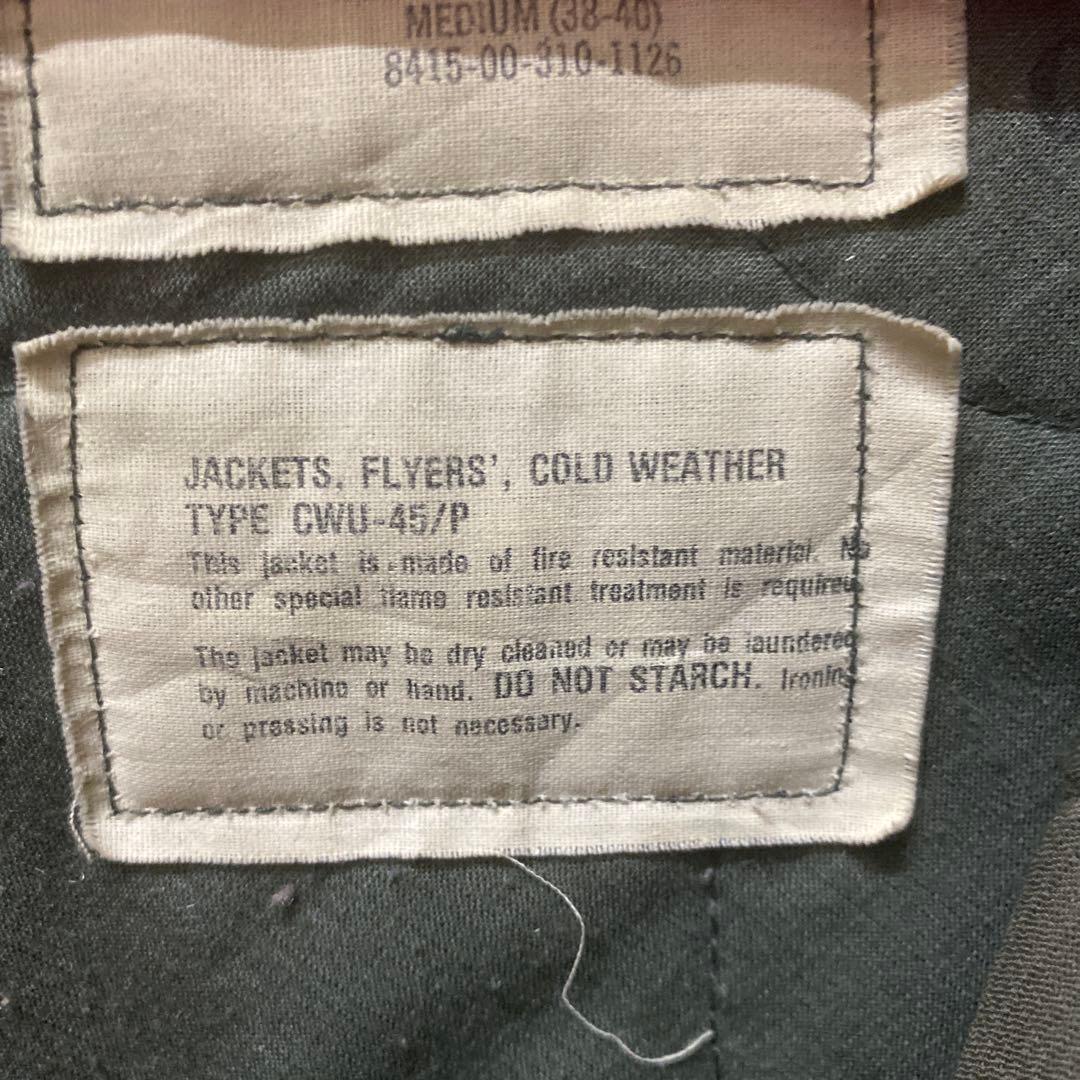 MEDIUM (38-40)
8415-00-310-1126
JACKETS, FLYERS', COLD WEATHER
TYPE CWU-45/P
This jacket is made of fire resistant material. No
other special flame resistant treatment is required
The jacket may be dry cleaned or may be laundered
by machine or hand. DO NOT STARCH. Ironing
or pressing is not necessary.